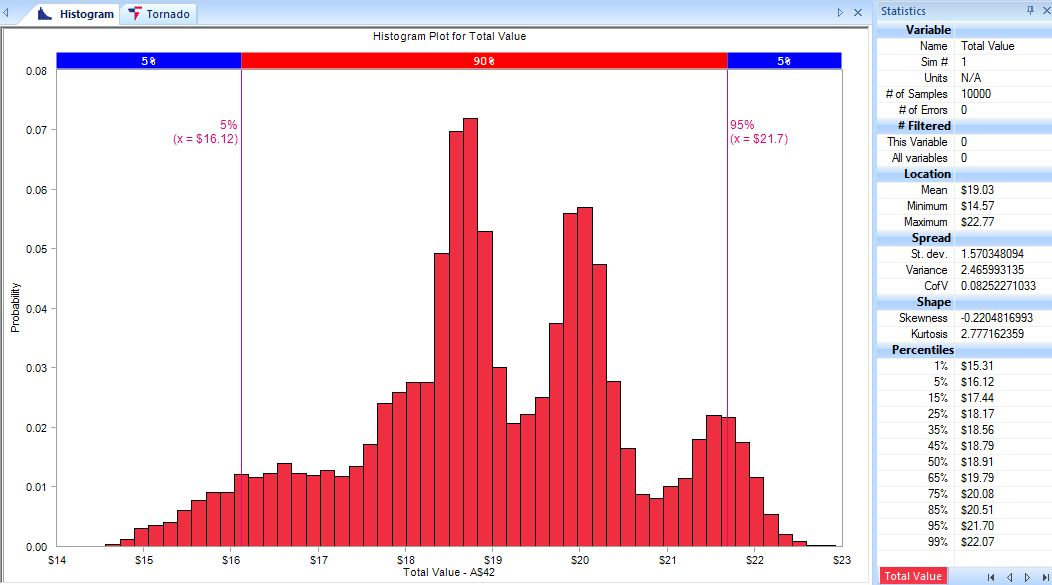 Histogram Tornado
Histogram Plot for Total Value
5% 90% 5%
0.08
0.07
0.06
0.05
0.04
0.03
0.02
0.01
0.00
Probability
5%
(x = $16.12)
95%
(x = $21.7)
$14 $15 $16 $17 $18 $19 $20 $21 $22 $23
Total Value - A$42
Statistics
Variable
Name Total Value
Sim # 1
Units N/A
# of Samples 10000
# of Errors 0
# Filtered
This Variable 0
All variables 0
Location
Mean $19.03
Minimum $14.57
Maximum $22.77
Spread
St. dev. 1.570348094
Variance 2.465993135
CofV 0.08252271033
Shape
Skewness -0.2204816993
Kurtosis 2.777162359
Percentiles
1% $15.31
5% $16.12
15% $17.44
25% $18.17
35% $18.56
45% $18.79
50% $18.91
65% $19.79
75% $20.08
85% $20.51
95% $21.70
99% $22.07
Total Value